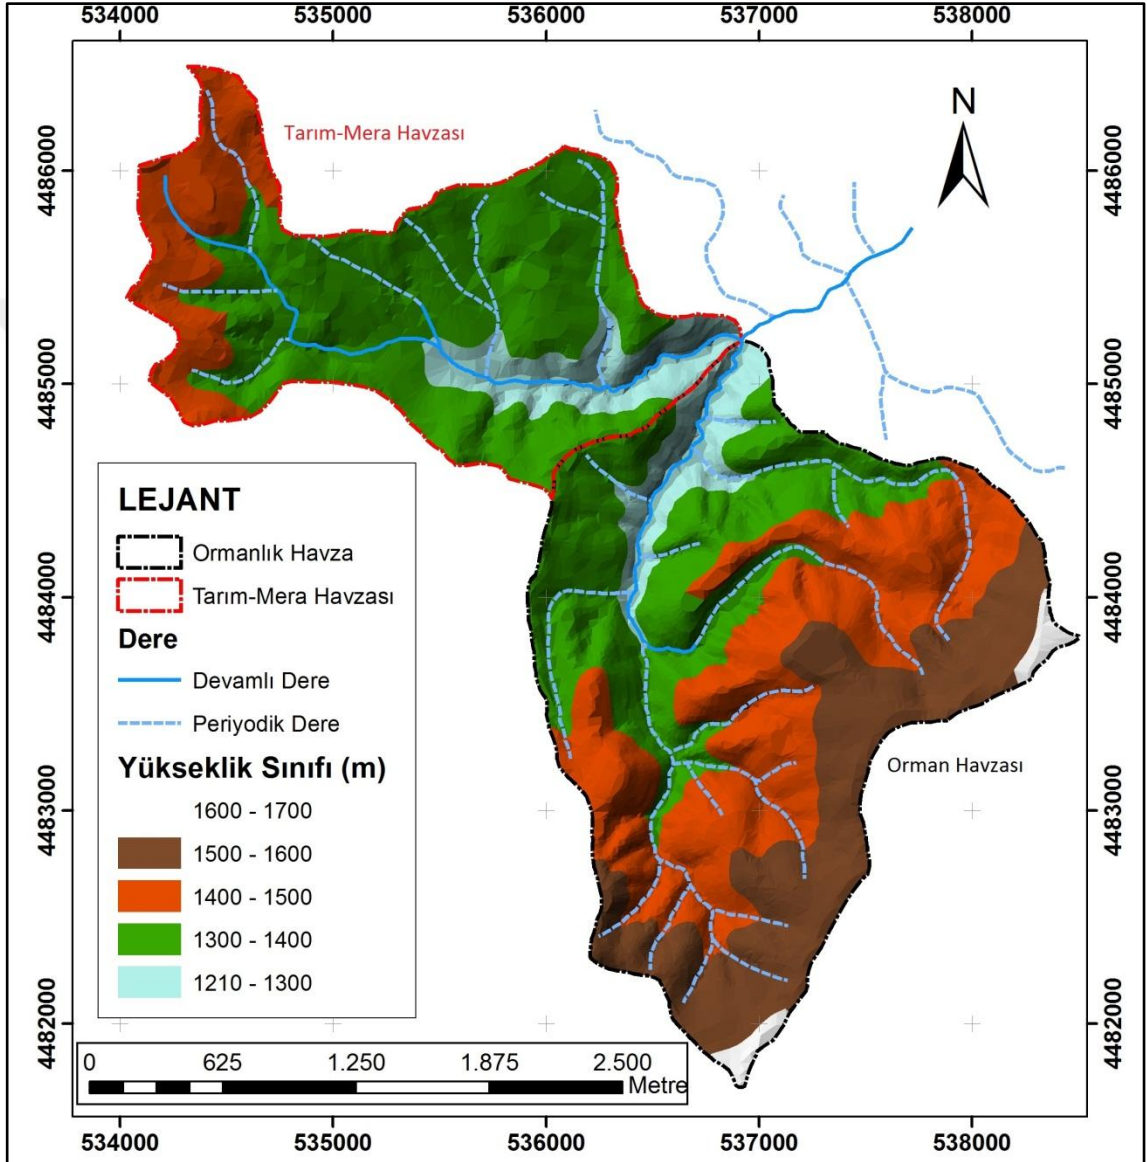 534000 535000 536000 537000 538000
N
Tarım-Mera Havzası
4486000 4486000
4485000 4485000
4484000 4484000
4483000 4483000
4482000 4482000
LEJANT
Ormanlık Havza
Tarım-Mera Havzası
Dere
Devamlı Dere
Periyodik Dere
Yükseklik Sınıfı (m)
1600 - 1700
1500 - 1600
1400 - 1500
1300 - 1400
1210 - 1300
Orman Havzası
0 625 1.250 1.875 2.500
Metre
534000 535000 536000 537000 538000